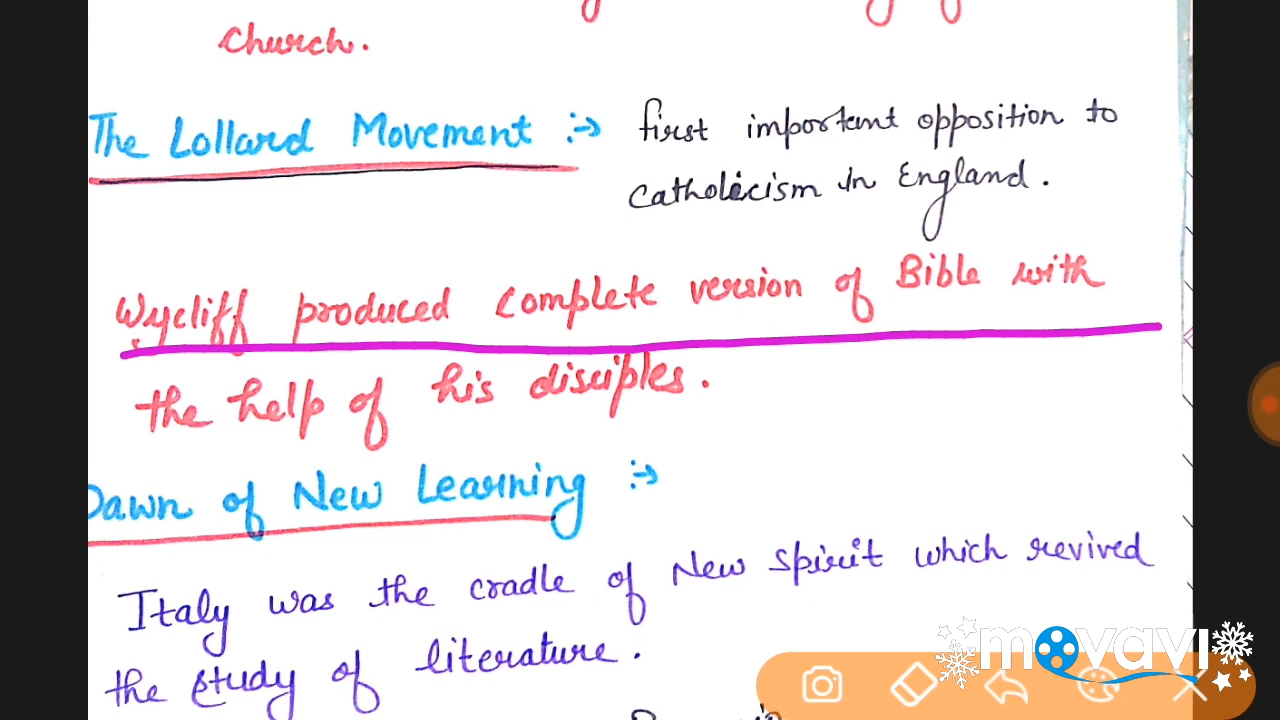 church.
The Lollard Movement :→ first important opposition to
catholicism in England.
Wycliff produced complete version of Bible with
the help of his disciples.
Dawn of New Learning :→
Italy was the cradle of New spirit which revived
the study of literature.
movavi